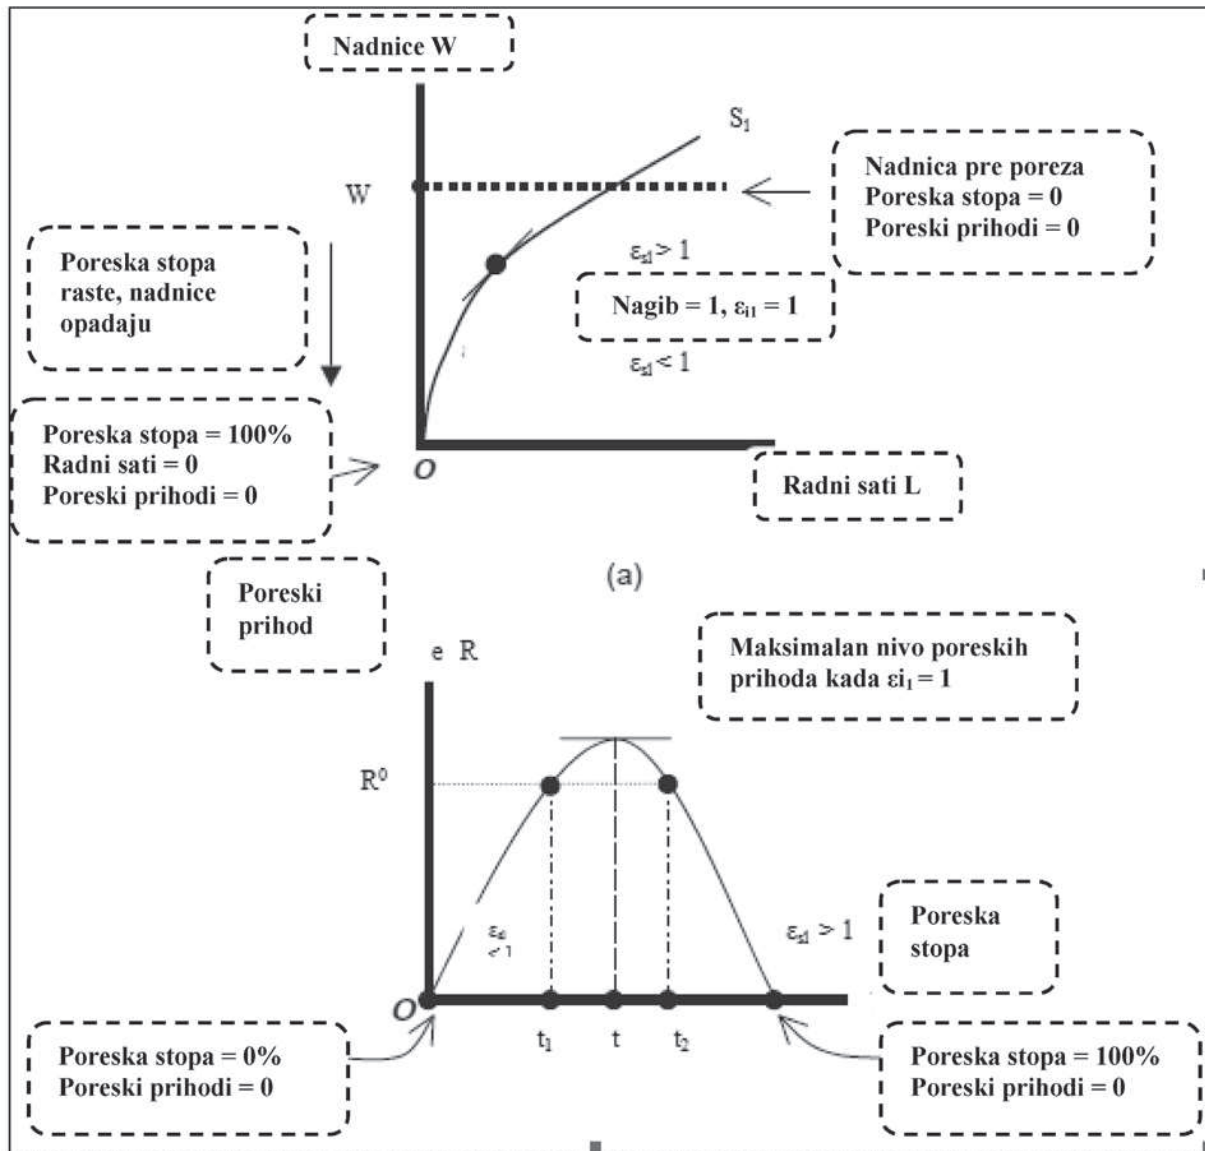 Nadnice W
S₁
W
Nadnica pre poreza
Poreska stopa = 0
Poreski prihodi = 0
Poreska stopa
raste, nadnice
opadaju
εₛ₁ > 1
Nagib = 1, εᵢ₁ = 1
εₛ₁ < 1
Poreska stopa = 100%
Radni sati = 0
Poreski prihodi = 0
O
Radni sati L
(a)
Poreski
prihod
e R
Maksimalan nivo poreskih
prihoda kada εi₁ = 1
R⁰
εₛ₁ > 1
Poreska
stopa
O
t₁
t
t₂
Poreska stopa = 0%
Poreski prihodi = 0
Poreska stopa = 100%
Poreski prihodi = 0